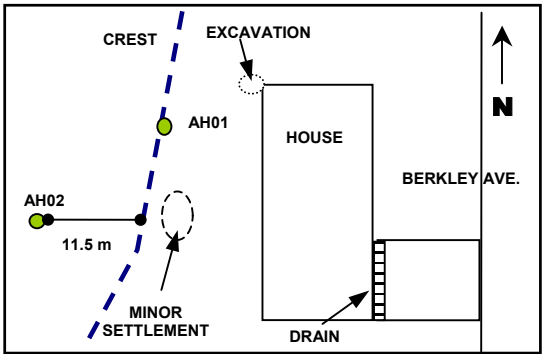 CREST
EXCAVATION
N
AH01
HOUSE
BERKLEY AVE.
AH02
11.5 m
MINOR
SETTLEMENT
DRAIN